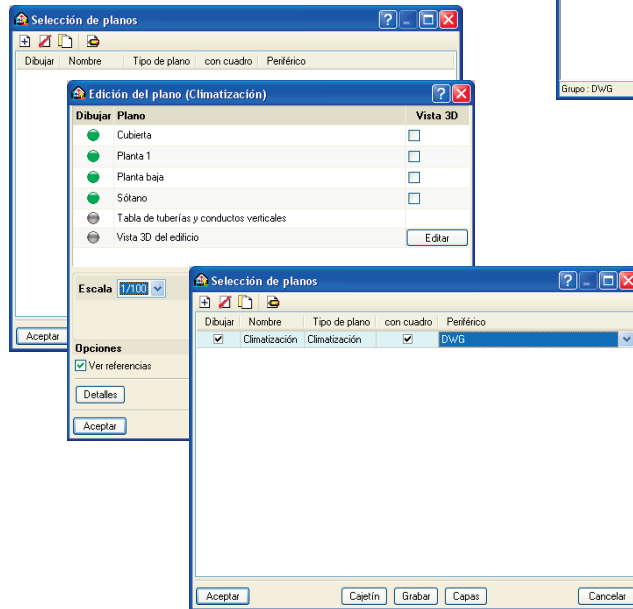 Selección de planos
Dibujar Nombre Tipo de plano con cuadro Periférico
Grupo : DWG
Edición del plano (Climatización)
Dibujar Plano Vista 3D
Cubierta
Planta 1
Planta baja
Sótano
Tabla de tuberías y conductos verticales
Vista 3D del edificio Editar
Escala 1/100
Aceptar
Opciones
Ver referencias
Detalles
Aceptar
Selección de planos
Dibujar Nombre Tipo de plano con cuadro Periférico
Climatización Climatización DWG
Aceptar Cajetín Grabar Capas Cancelar